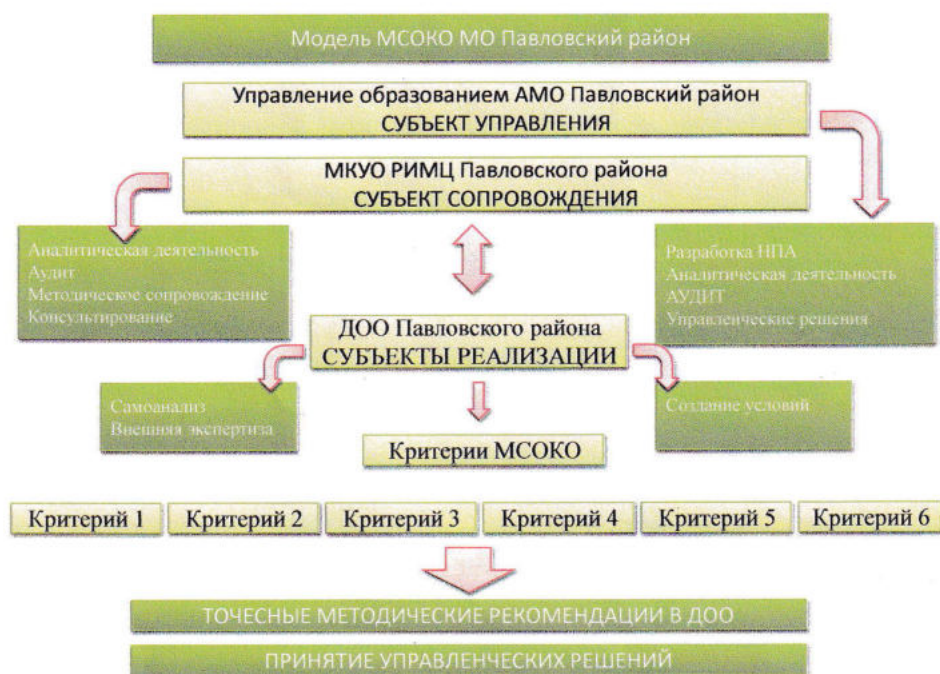 Модель МСОКО МО Павловский район
Управление образованием АМО Павловский район
СУБЪЕКТ УПРАВЛЕНИЯ
МКУО РИМЦ Павловского района
СУБЪЕКТ СОПРОВОЖДЕНИЯ
Аналитическая деятельность
Аудит
Методическое сопровождение
Консультирование
Разработка НПА
Аналитическая деятельность
АУДИТ
Управленческие решения
ДОО Павловского района
СУБЪЕКТЫ РЕАЛИЗАЦИИ
Самоанализ
Внешняя экспертиза
Создание условий
Критерии МСОКО
Критерий 1
Критерий 2
Критерий 3
Критерий 4
Критерий 5
Критерий 6
ТОЧЕСНЫЕ МЕТОДИЧЕСКИЕ РЕКОМЕНДАЦИИ В ДОО
ПРИНЯТИЕ УПРАВЛЕНЧЕСКИХ РЕШЕНИЙ